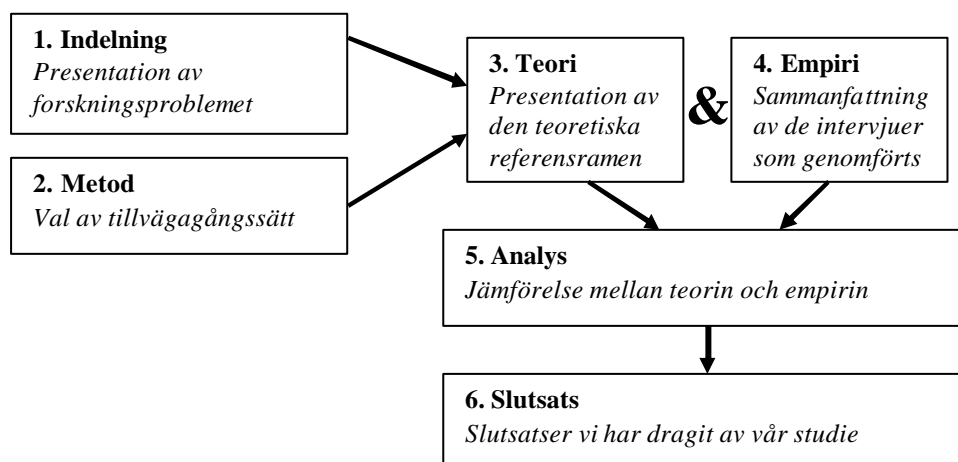 1. Indelning
Presentation av
forskningsproblemet
2. Metod
Val av tillvägagångssätt
3. Teori
Presentation av
den teoretiska
referensramen
&
4. Empiri
Sammanfattning
av de intervjuer
som genomförts
5. Analys
Jämförelse mellan teorin och empirin
6. Slutsats
Slutsatser vi har dragit av vår studie